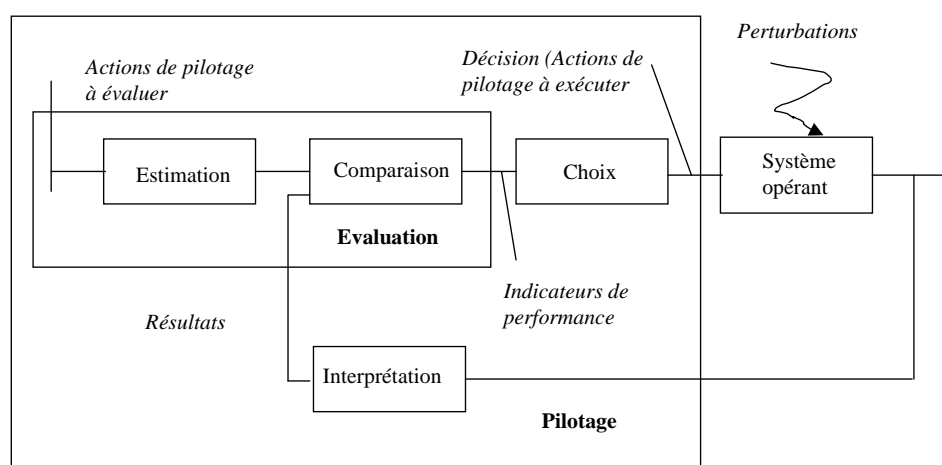 Perturbations
Actions de pilotage
à évaluer
Décision (Actions de
pilotage à exécuter
Estimation
Comparaison
Choix
Système
opérant
Evaluation
Indicateurs de
performance
Résultats
Interprétation
Pilotage